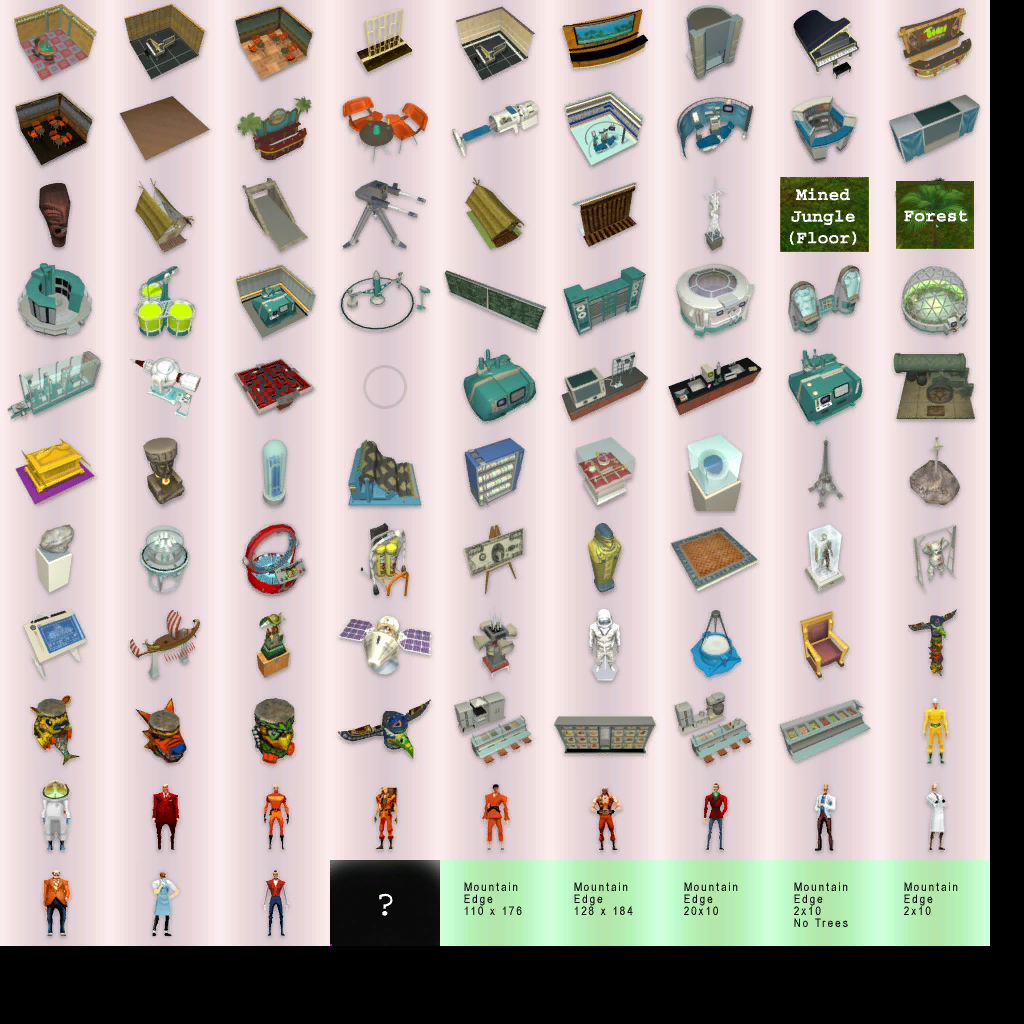 Mined
Jungle
(Floor)
Forest
?
Mountain
Edge
110 x 176
Mountain
Edge
128 x 184
Mountain
Edge
20x10
Mountain
Edge
2x10
No Trees
Mountain
Edge
2x10